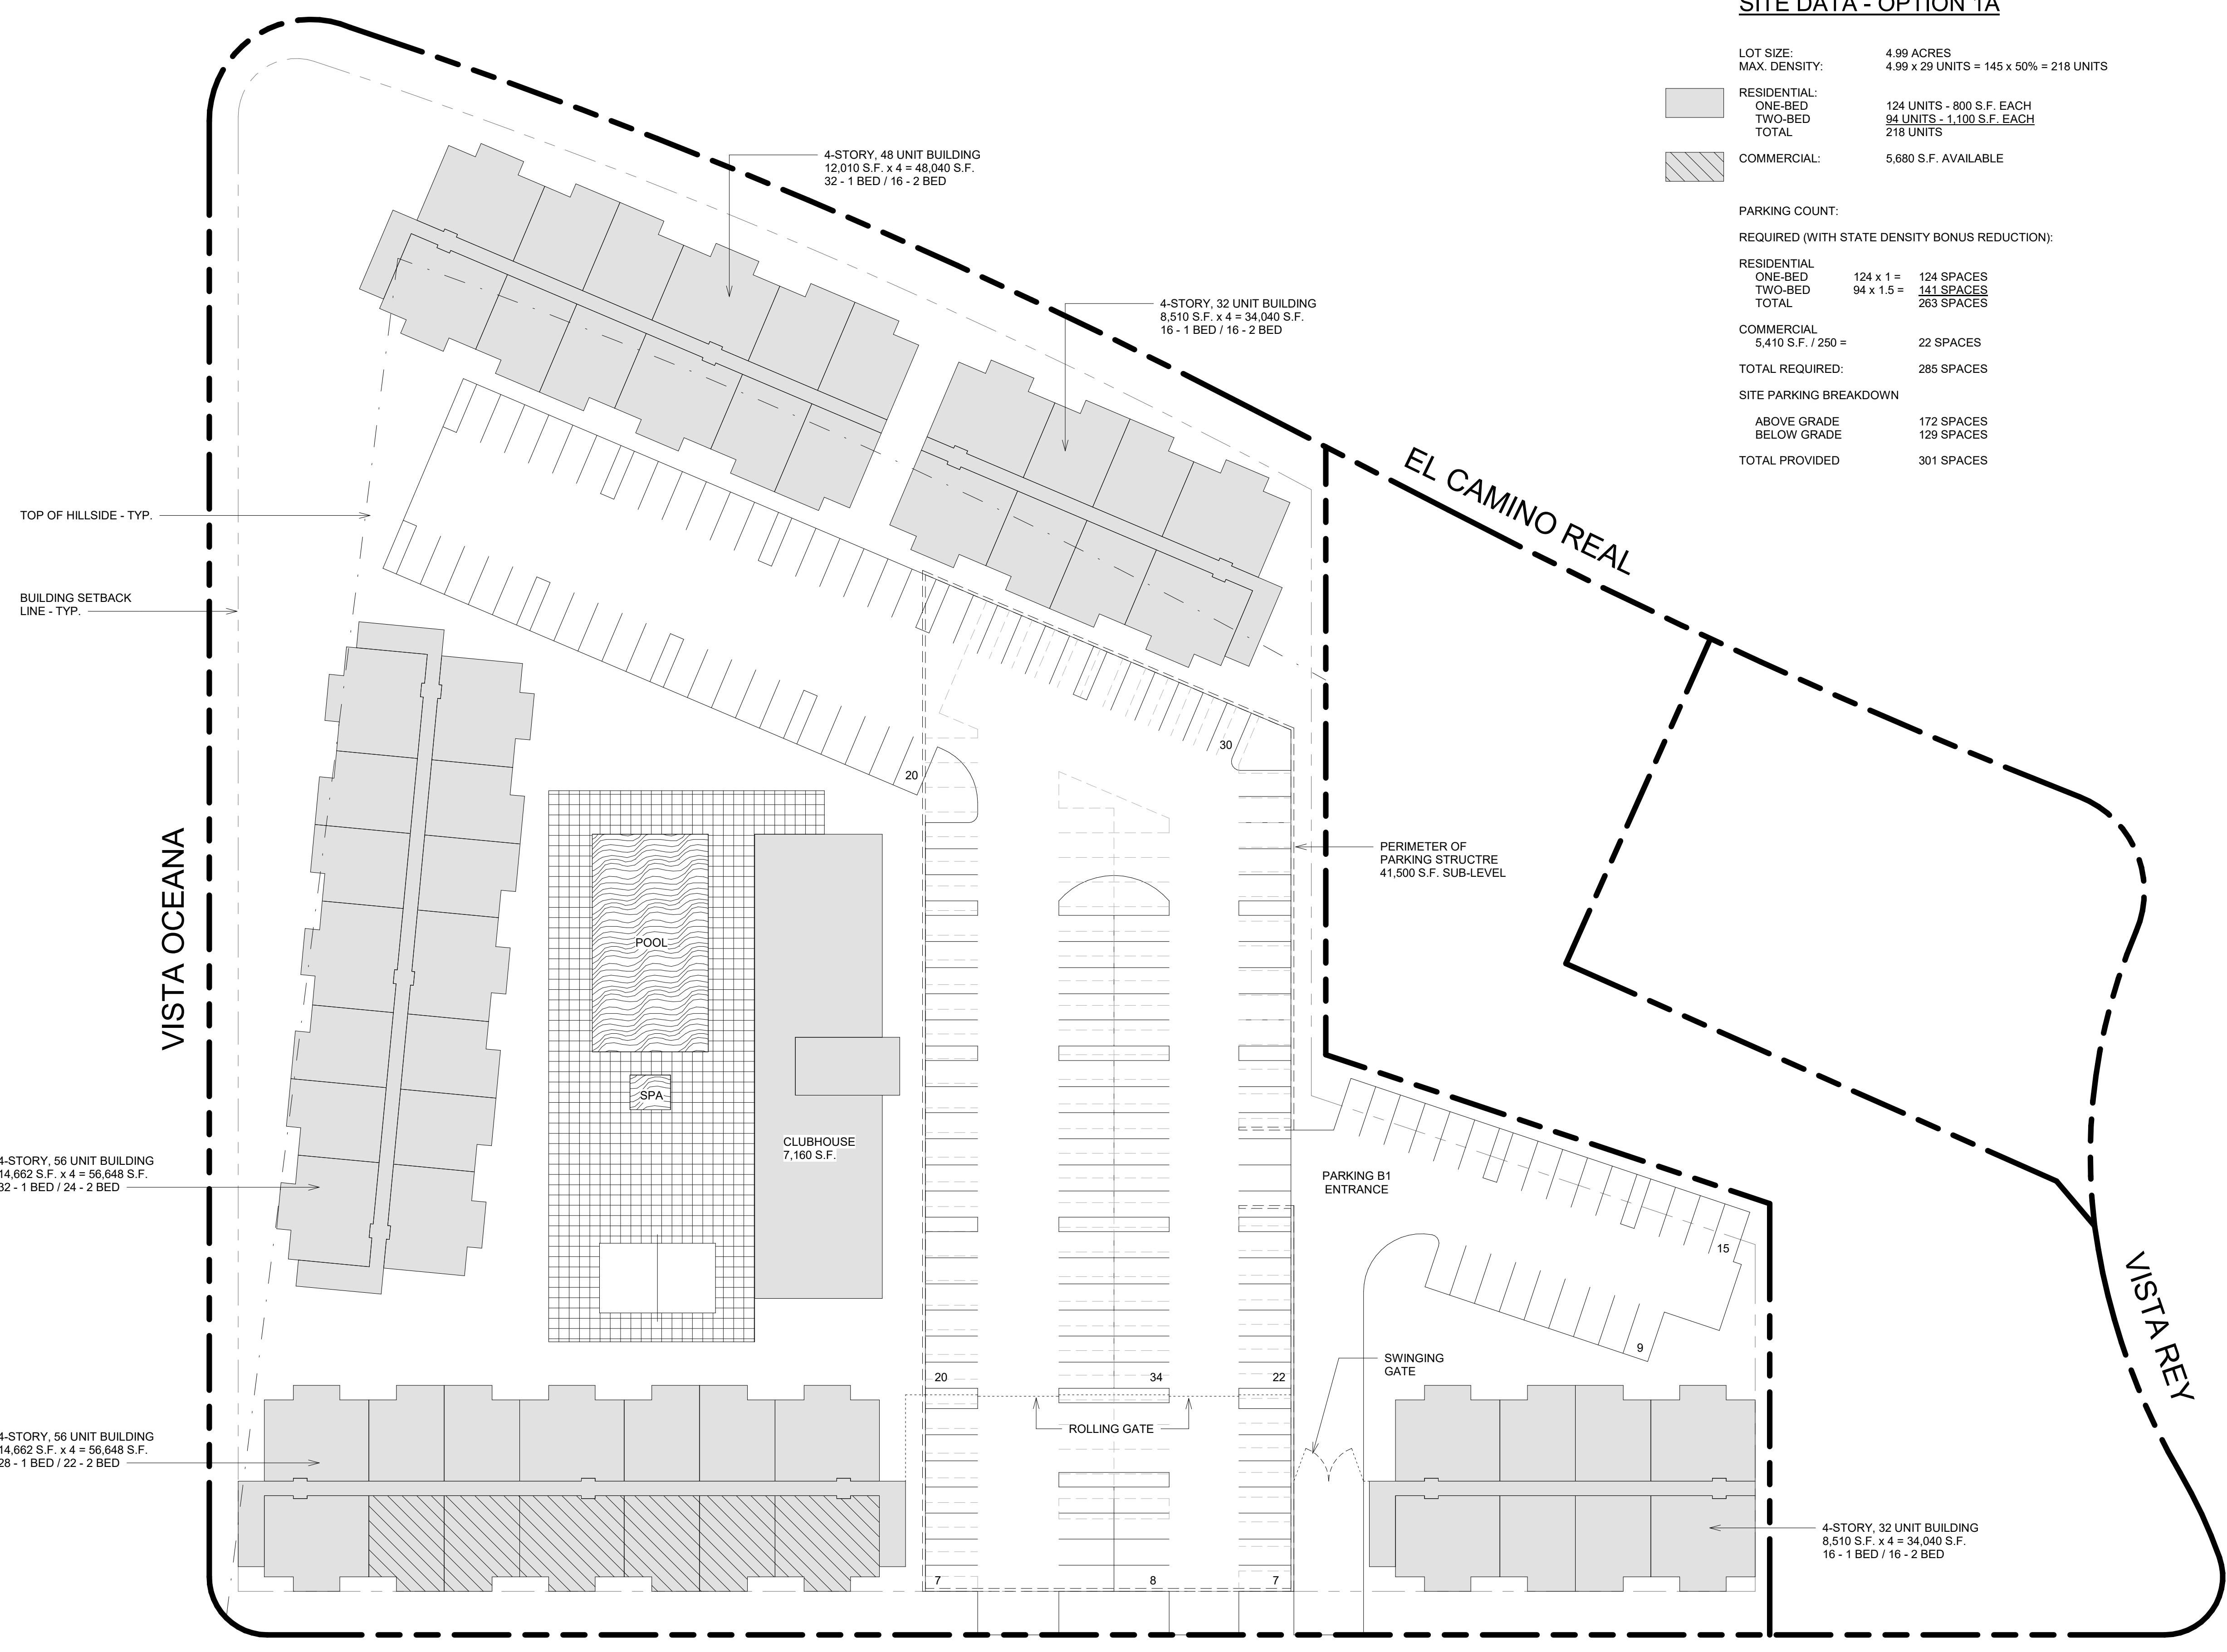 SITE DATA - OPTION 1A
LOT SIZE: 4.99 ACRES
MAX. DENSITY: 4.99 x 29 UNITS = 145 x 50% = 218 UNITS
RESIDENTIAL:
ONE-BED 124 UNITS - 800 S.F. EACH
TWO-BED 94 UNITS - 1,100 S.F. EACH
TOTAL 218 UNITS
COMMERCIAL: 5,680 S.F. AVAILABLE
PARKING COUNT:
REQUIRED (WITH STATE DENSITY BONUS REDUCTION):
RESIDENTIAL
ONE-BED 124 x 1 = 124 SPACES
TWO-BED 94 x 1.5 = 141 SPACES
TOTAL 263 SPACES
COMMERCIAL
5,410 S.F. / 250 = 22 SPACES
TOTAL REQUIRED: 285 SPACES
SITE PARKING BREAKDOWN
ABOVE GRADE 172 SPACES
BELOW GRADE 129 SPACES
TOTAL PROVIDED 301 SPACES
4-STORY, 48 UNIT BUILDING
12,010 S.F. x 4 = 48,040 S.F.
32 - 1 BED / 16 - 2 BED
4-STORY, 32 UNIT BUILDING
8,510 S.F. x 4 = 34,040 S.F.
16 - 1 BED / 16 - 2 BED
EL CAMINO REAL
TOP OF HILLSIDE - TYP.
BUILDING SETBACK
LINE - TYP.
30
20
VISTA OCEANA
PERIMETER OF
PARKING STRUCTRE
41,500 S.F. SUB-LEVEL
POOL
SPA
CLUBHOUSE
7,160 S.F.
4-STORY, 56 UNIT BUILDING
14,662 S.F. x 4 = 56,648 S.F.
32 - 1 BED / 24 - 2 BED
PARKING B1
ENTRANCE
15
9
VISTA REY
SWINGING
GATE
20
34
22
ROLLING GATE
4-STORY, 56 UNIT BUILDING
14,662 S.F. x 4 = 56,648 S.F.
28 - 1 BED / 22 - 2 BED
4-STORY, 32 UNIT BUILDING
8,510 S.F. x 4 = 34,040 S.F.
16 - 1 BED / 16 - 2 BED
7
8
7